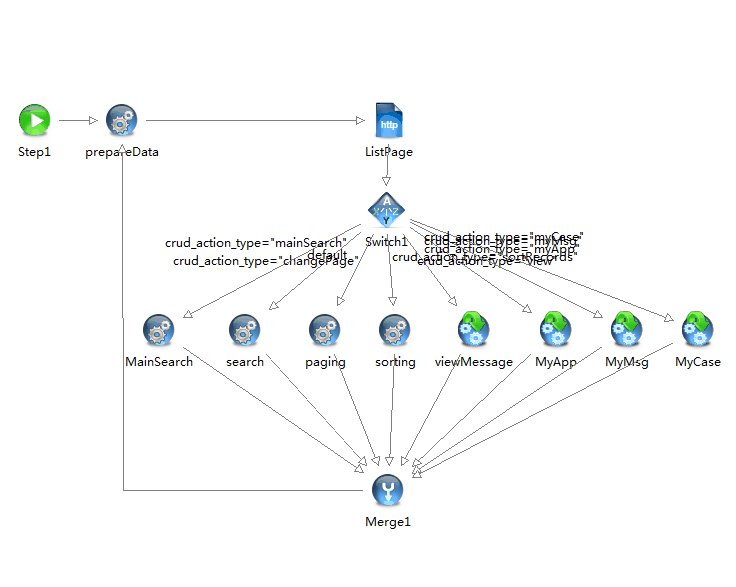 http
Step1
prepareData
ListPage
A
X
Z
Y
Switch1
crud_action_type="mainSearch"
default
crud_action_type="changePage"
crud_action_type="myCase"
crud_action_type="myMsg"
crud_action_type="myApp"
crud_action_type="sortRecords"
crud_action_type="view"
MainSearch
search
paging
sorting
viewMessage
MyApp
MyMsg
MyCase
Merge1